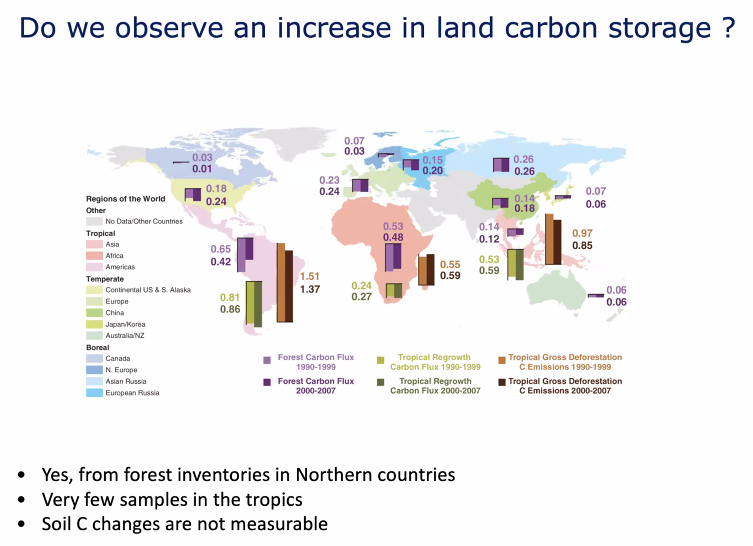 Do we observe an increase in land carbon storage ?
0.07
0.03
0.03
0.01
0.15
0.20
0.26
0.26
0.18
0.24
0.23
0.24
0.14
0.18
0.07
0.06
Regions of the World
Other
No Data/Other Countries
Tropical
Asia
Africa
Americas
Temperate
Continental US & S. Alaska
Europe
China
Japan/Korea
Australia/NZ
Boreal
Canada
N. Europe
Asian Russia
European Russia
0.65
0.42
0.53
0.48
0.14
0.12
0.97
0.85
1.51
1.37
0.55
0.59
0.53
0.59
0.81
0.86
0.24
0.27
0.06
0.06
Forest Carbon Flux
1990-1999
Tropical Regrowth
Carbon Flux 1990-1999
Tropical Gross Deforestation
C Emissions 1990-1999
Forest Carbon Flux
2000-2007
Tropical Regrowth
Carbon Flux 2000-2007
Tropical Gross Deforestation
C Emissions 2000-2007
• Yes, from forest inventories in Northern countries
• Very few samples in the tropics
• Soil C changes are not measurable